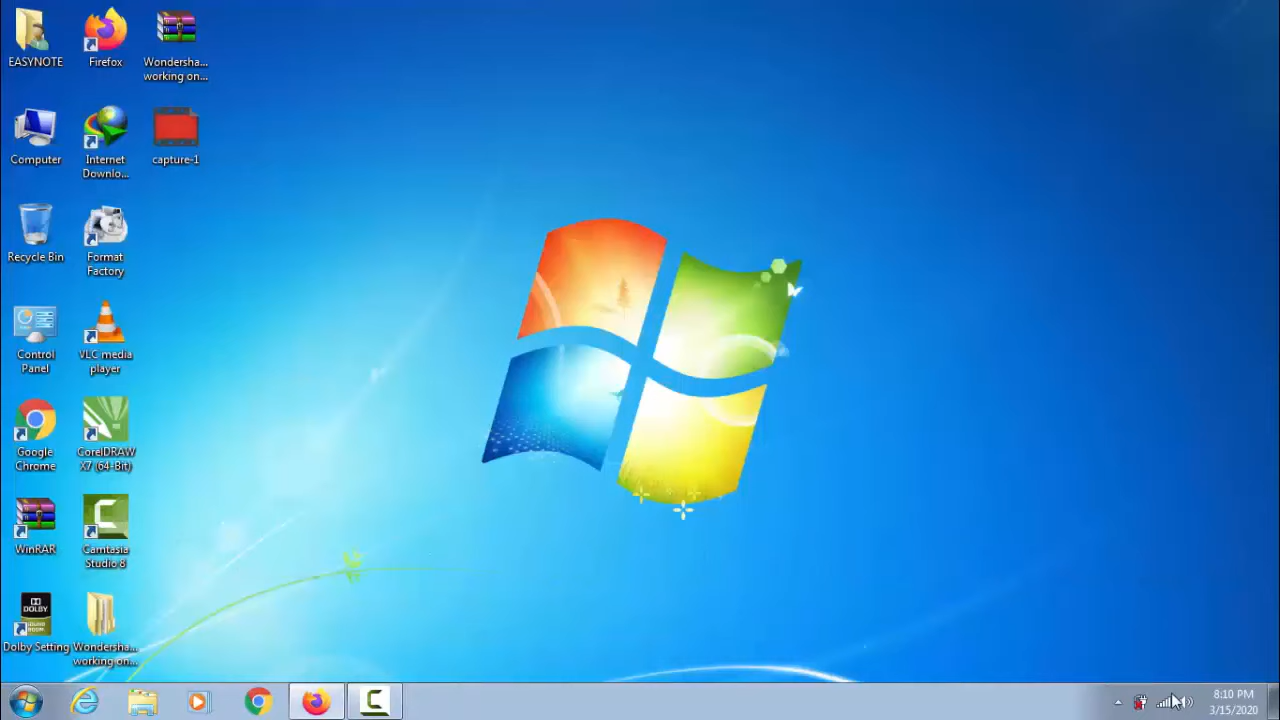 EASYNOTE
Firefox
Wondersha...
working on...
Computer
Internet
Downlo...
capture-1
Recycle Bin
Format
Factory
Control
Panel
VLC media
player
Google
Chrome
CorelDRAW
X7 (64-Bit)
WinRAR
Camtasia
Studio 8
DOLBY
Dolby Setting
Wondersha...
working on...
8:10 PM
3/15/2020